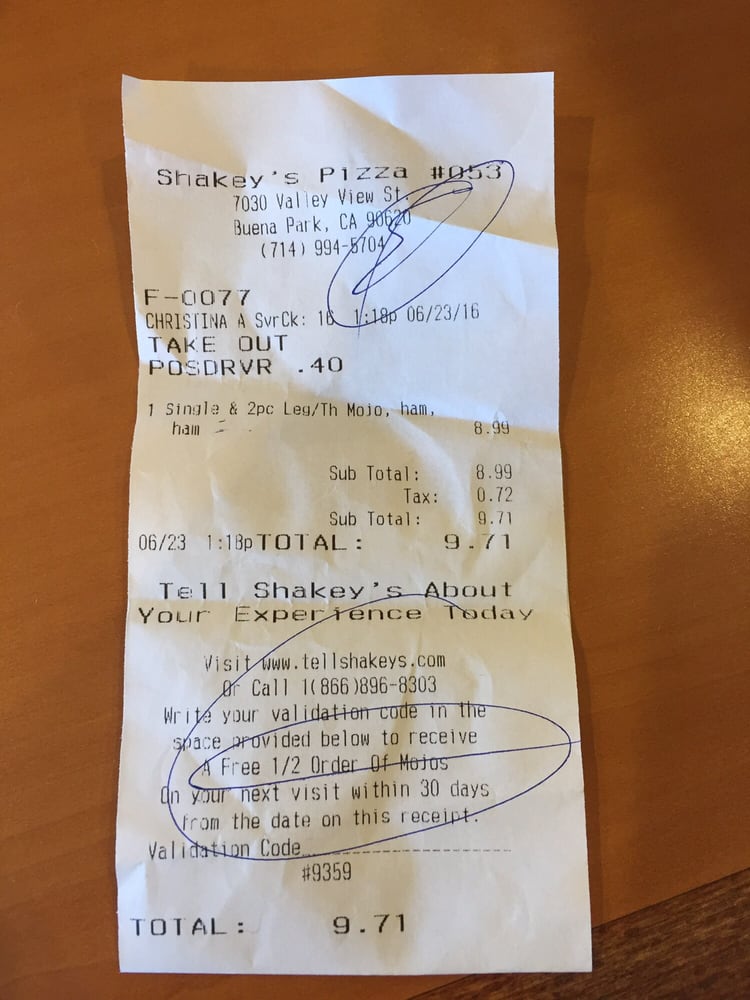 Shakey's Pizza #053
7030 Valley View St.
Buena Park, CA 90620
(714) 994-5704
F-0077
CHRISTINA A SvrCk: 16 1:18p 06/23/16
TAKE OUT
POSDRVR .40
1 Single & 2pc Leg/Th Mojo, ham,
ham 8.99
Sub Total: 8.99
Tax: 0.72
Sub Total: 9.71
06/23 1:18p TOTAL: 9.71
Tell Shakey's About
Your Experience Today
Visit www.tellshakeys.com
Or Call 1(866)896-8303
Write your validation code in the
space provided below to receive
A Free 1/2 Order Of Mojos
On your next visit within 30 days
from the date on this receipt.
Validation Code
#9359
TOTAL: 9.71